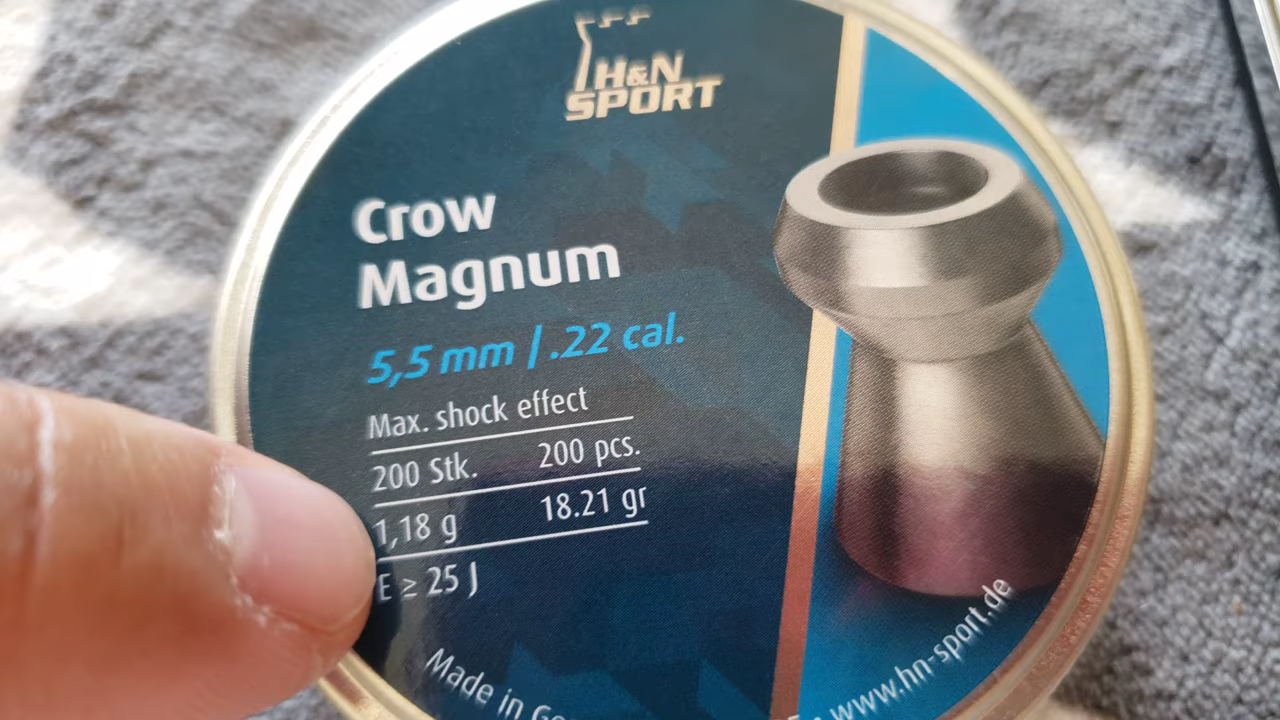 H&N
SPORT
Crow
Magnum
5,5 mm / .22 cal.
Max. shock effect
200 Stk. 200 pcs.
1,18 g 18.21 gr
E ≥ 25 J
Made in
www.hn-sport.de